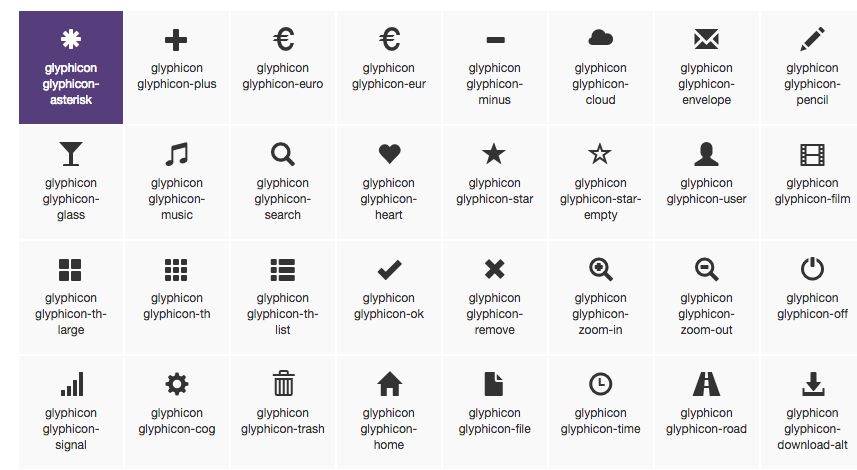 glyphicon glyphicon-asterisk
glyphicon glyphicon-plus
glyphicon glyphicon-euro
glyphicon glyphicon-eur
glyphicon glyphicon-minus
glyphicon glyphicon-cloud
glyphicon glyphicon-envelope
glyphicon glyphicon-pencil
glyphicon glyphicon-glass
glyphicon glyphicon-music
glyphicon glyphicon-search
glyphicon glyphicon-heart
glyphicon glyphicon-star
glyphicon glyphicon-star-empty
glyphicon glyphicon-user
glyphicon glyphicon-film
glyphicon glyphicon-th-large
glyphicon glyphicon-th
glyphicon glyphicon-th-list
glyphicon glyphicon-ok
glyphicon glyphicon-remove
glyphicon glyphicon-zoom-in
glyphicon glyphicon-zoom-out
glyphicon glyphicon-off
glyphicon glyphicon-signal
glyphicon glyphicon-cog
glyphicon glyphicon-trash
glyphicon glyphicon-home
glyphicon glyphicon-file
glyphicon glyphicon-time
glyphicon glyphicon-road
glyphicon glyphicon-download-alt